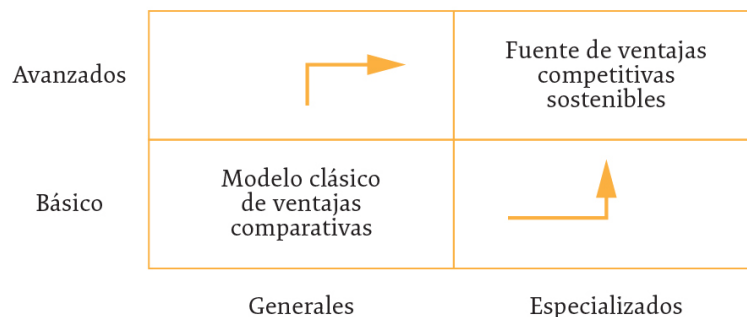 Avanzados
Fuente de ventajas
competitivas
sostenibles
Básico
Modelo clásico
de ventajas
comparativas
Generales
Especializados